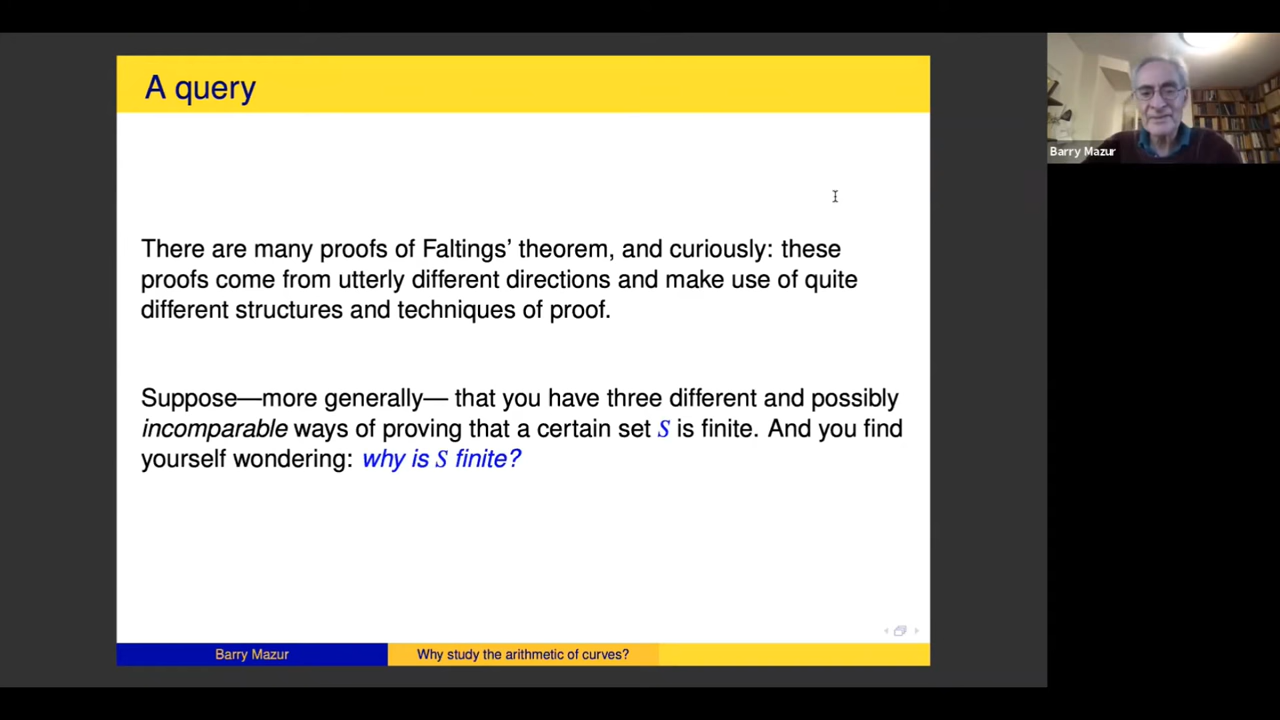 A query
Barry Mazur
There are many proofs of Faltings’ theorem, and curiously: these
proofs come from utterly different directions and make use of quite
different structures and techniques of proof.
Suppose—more generally— that you have three different and possibly
incomparable ways of proving that a certain set S is finite. And you find
yourself wondering: why is S finite?
Barry Mazur
Why study the arithmetic of curves?